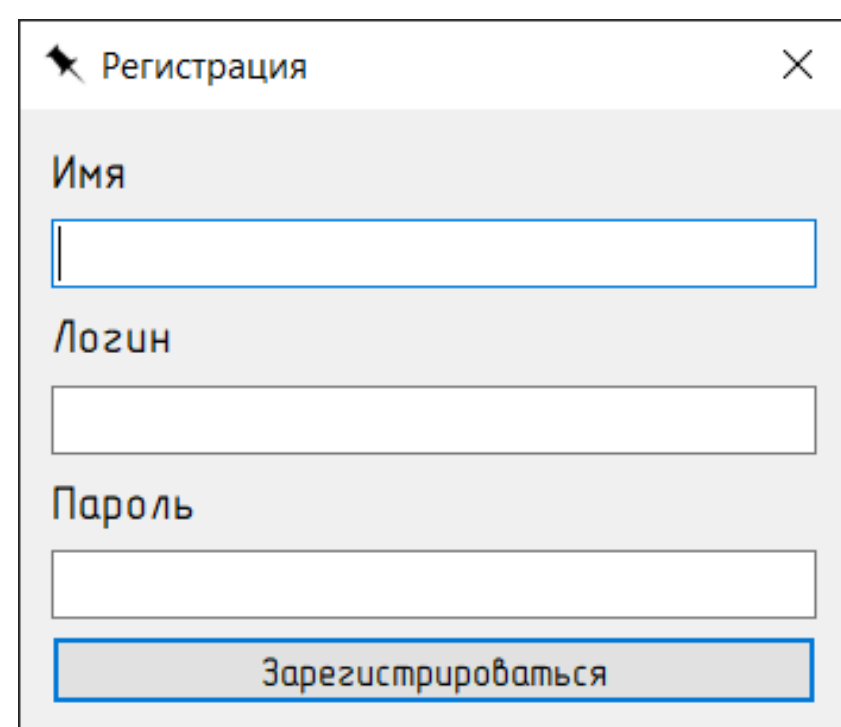 Регистрация
Имя
Логин
Пароль
Зарегистрироваться